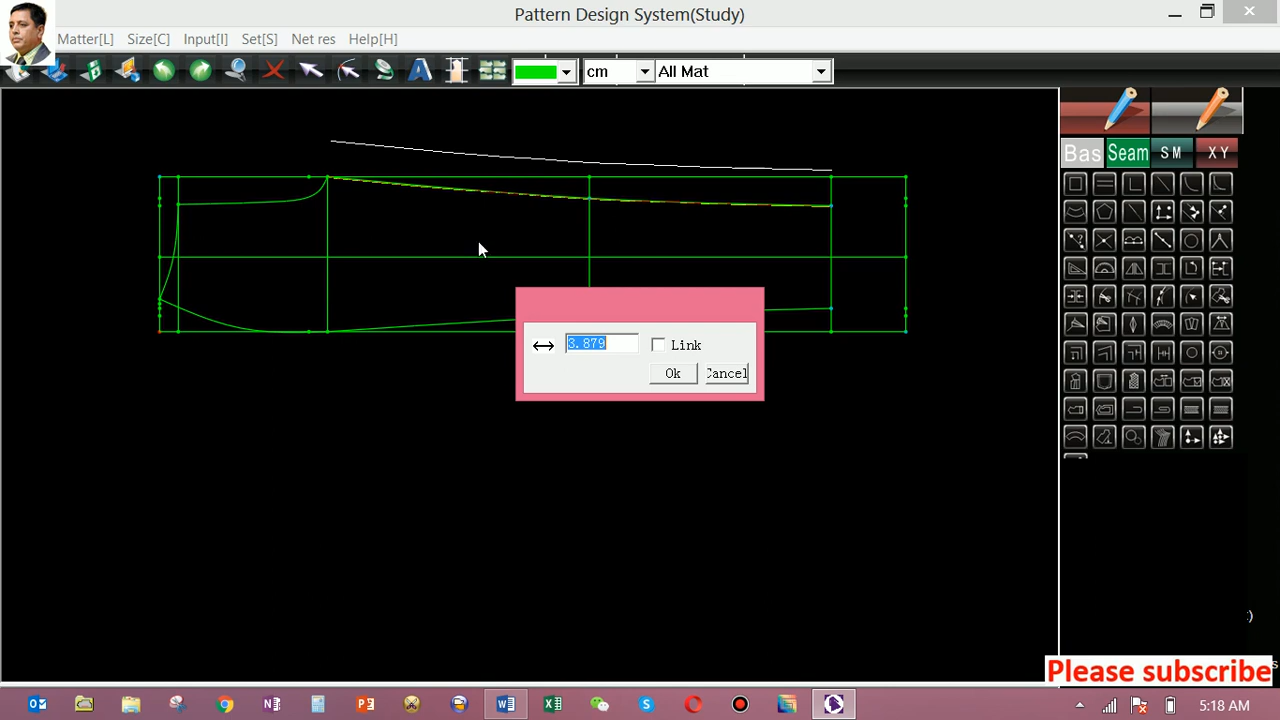 Pattern Design System(Study)
Matter[L] Size[C] Input[I] Set[S] Net res Help[H]
cm All Mat
Bas Seam S M X Y
3.879 Link
Ok Cancel
Please subscribe
5:18 AM